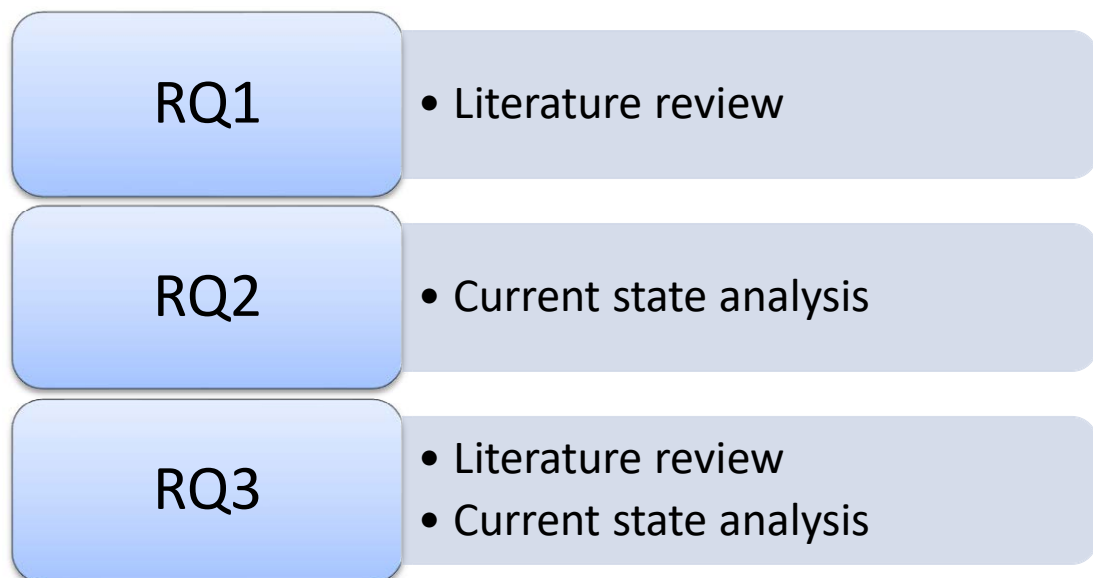 RQ1
• Literature review
RQ2
• Current state analysis
RQ3
• Literature review
• Current state analysis